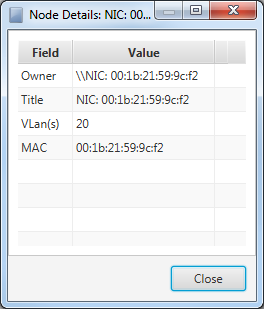 Node Details: NIC: 00...
Field Value
Owner \\NIC: 00:1b:21:59:9c:f2
Title NIC: 00:1b:21:59:9c:f2
VLan(s) 20
MAC 00:1b:21:59:9c:f2
Close